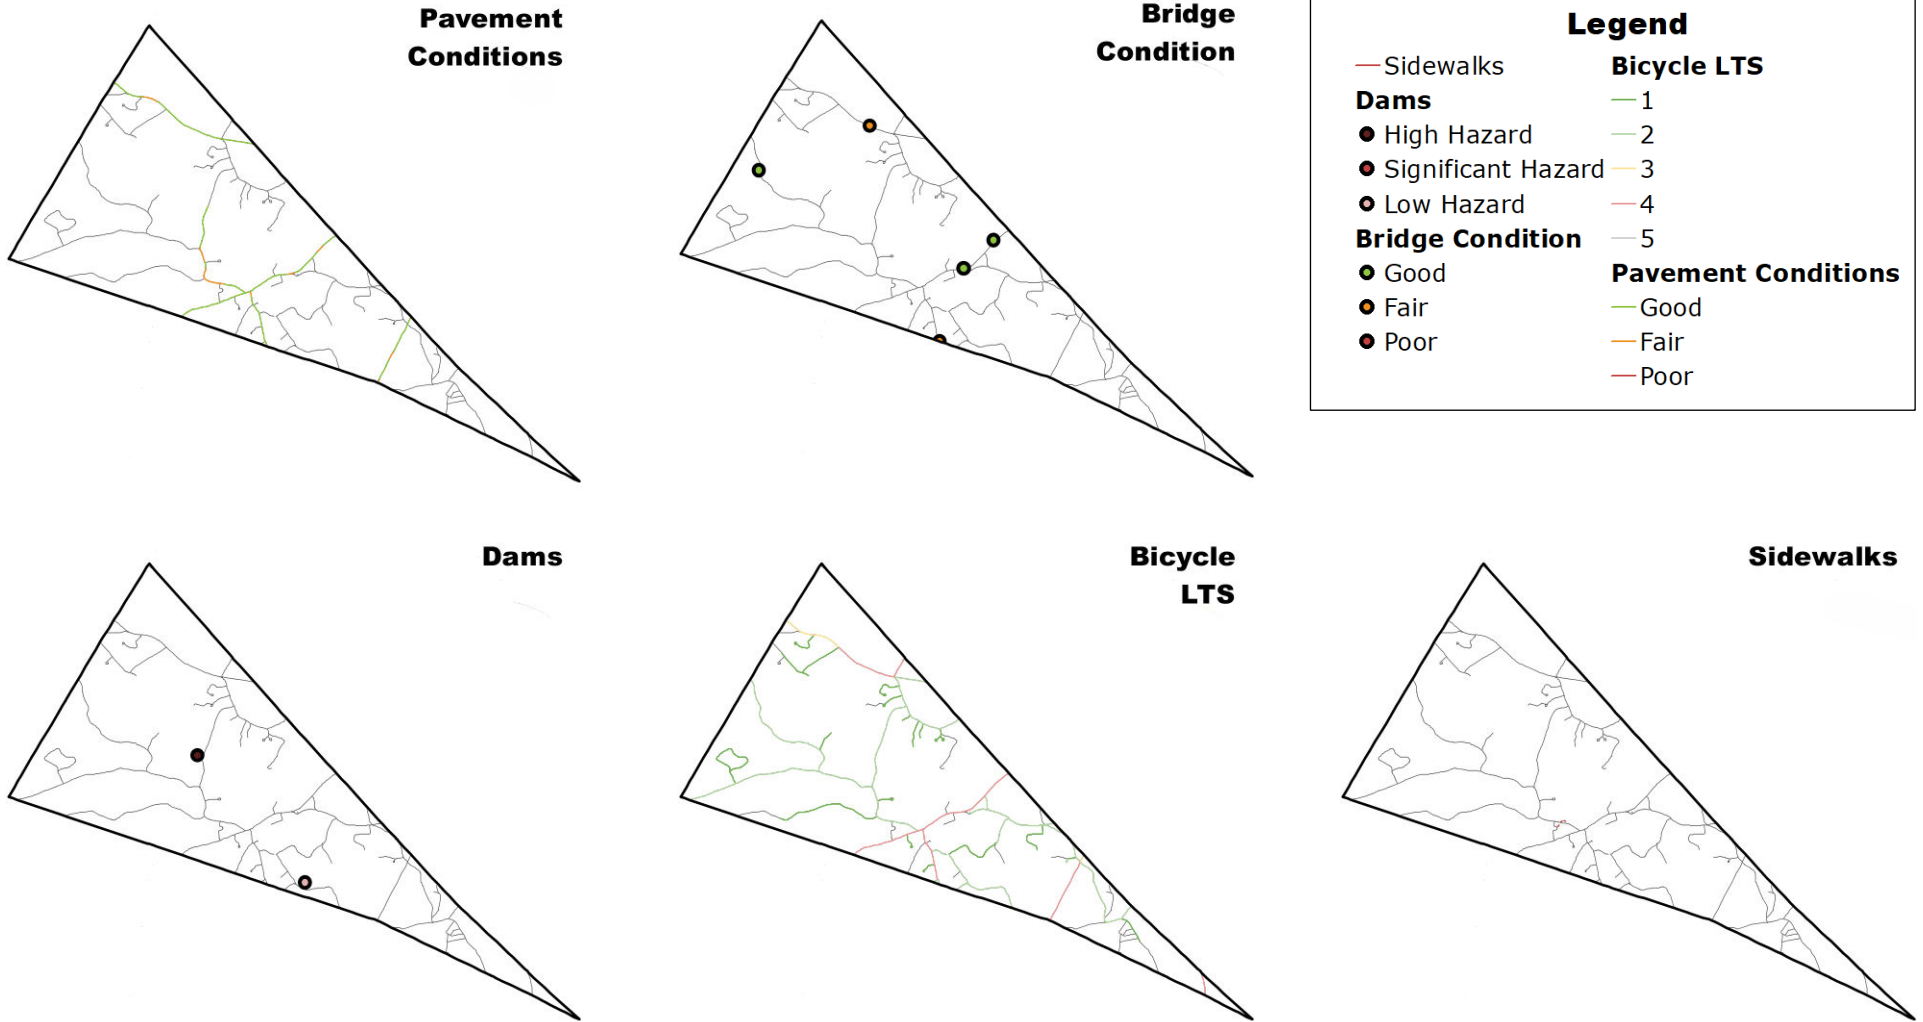 Pavement
Conditions
Bridge
Condition
Legend
Sidewalks
Dams
High Hazard
Significant Hazard
Low Hazard
Bridge Condition
Good
Fair
Poor
Bicycle LTS
1
2
3
4
5
Pavement Conditions
Good
Fair
Poor
Dams
Bicycle
LTS
Sidewalks